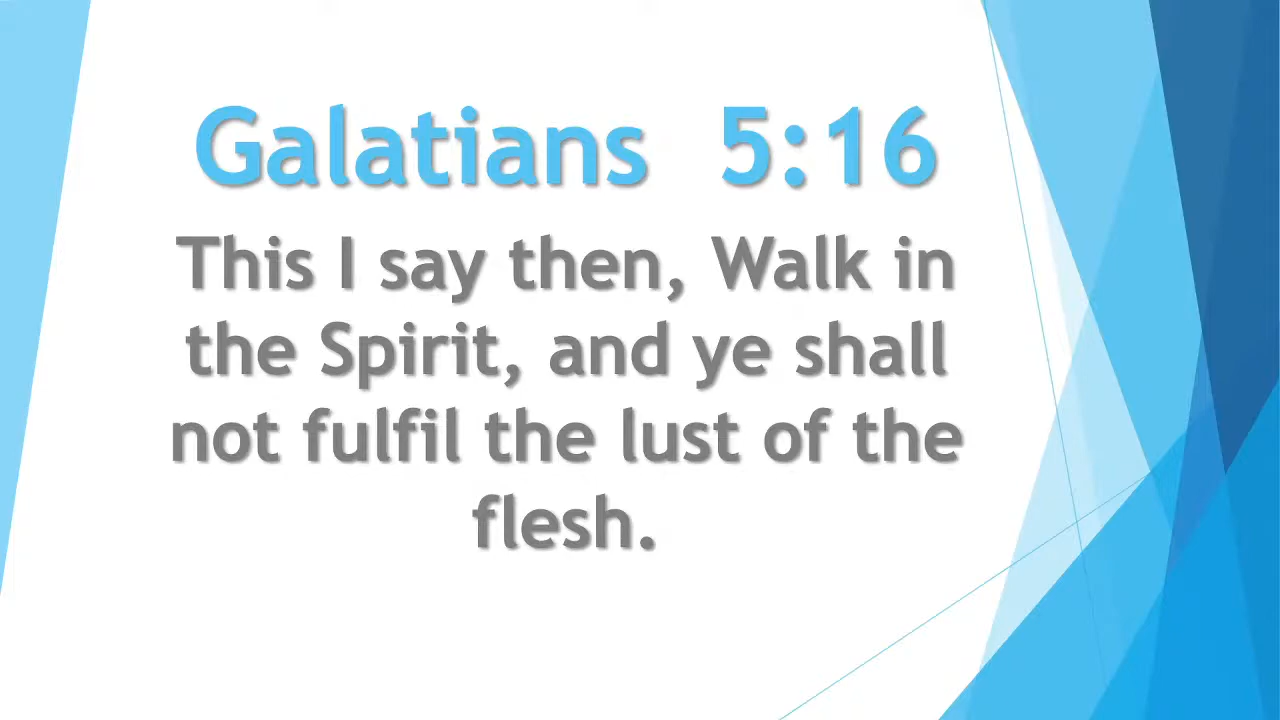 Galatians 5:16
This I say then, Walk in
the Spirit, and ye shall
not fulfil the lust of the
flesh.